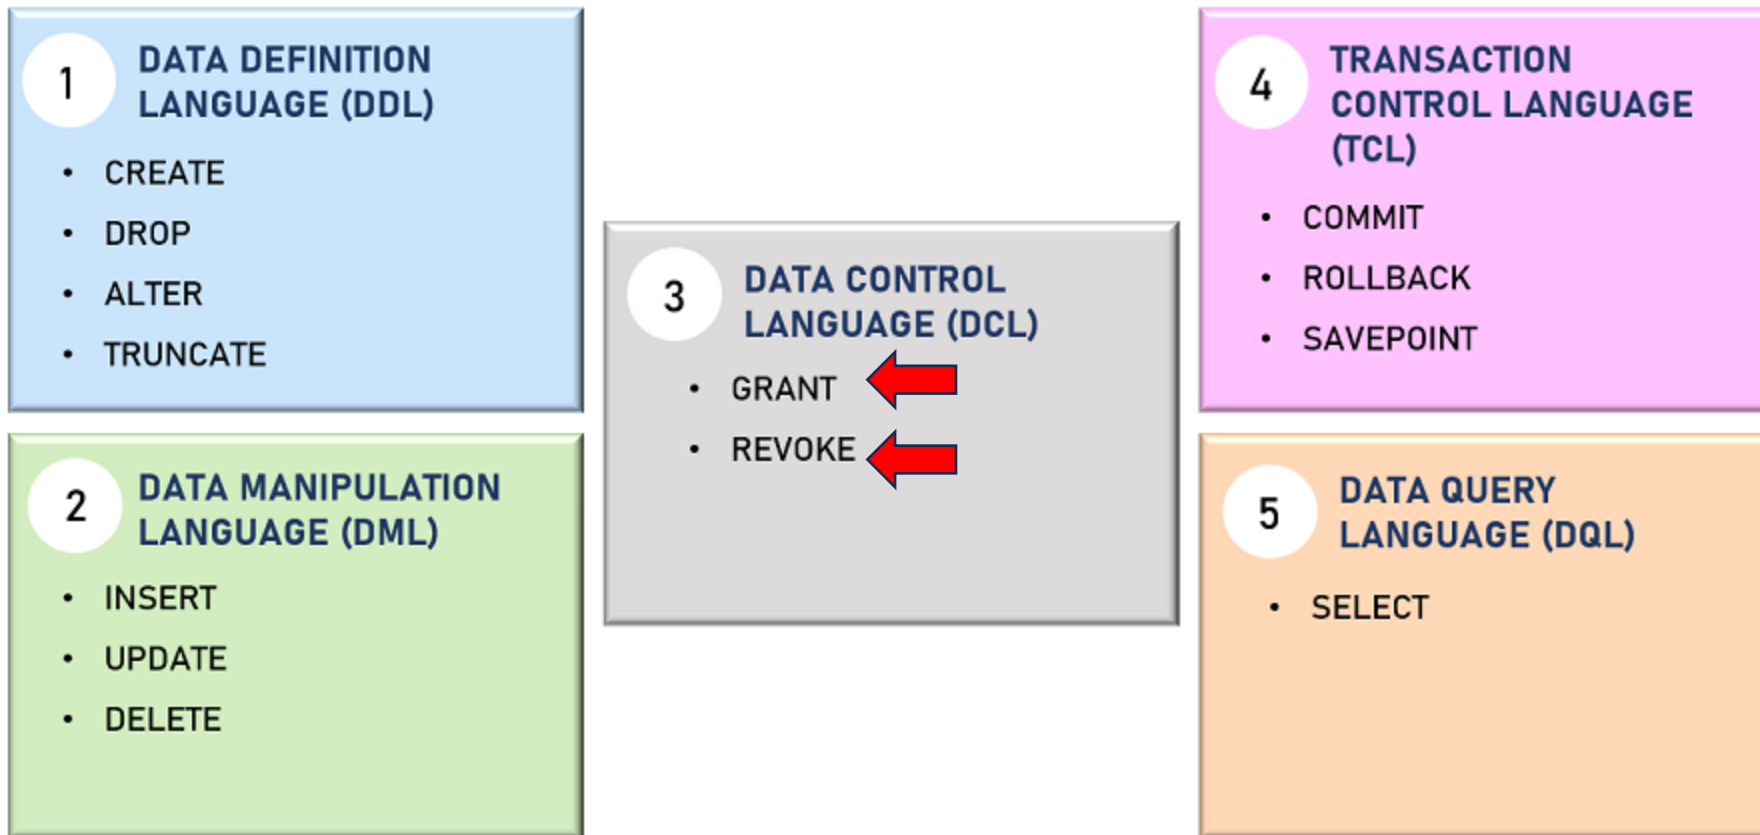 1
DATA DEFINITION
LANGUAGE (DDL)
• CREATE
• DROP
• ALTER
• TRUNCATE
2
DATA MANIPULATION
LANGUAGE (DML)
• INSERT
• UPDATE
• DELETE
3
DATA CONTROL
LANGUAGE (DCL)
• GRANT
• REVOKE
4
TRANSACTION
CONTROL LANGUAGE
(TCL)
• COMMIT
• ROLLBACK
• SAVEPOINT
5
DATA QUERY
LANGUAGE (DQL)
• SELECT